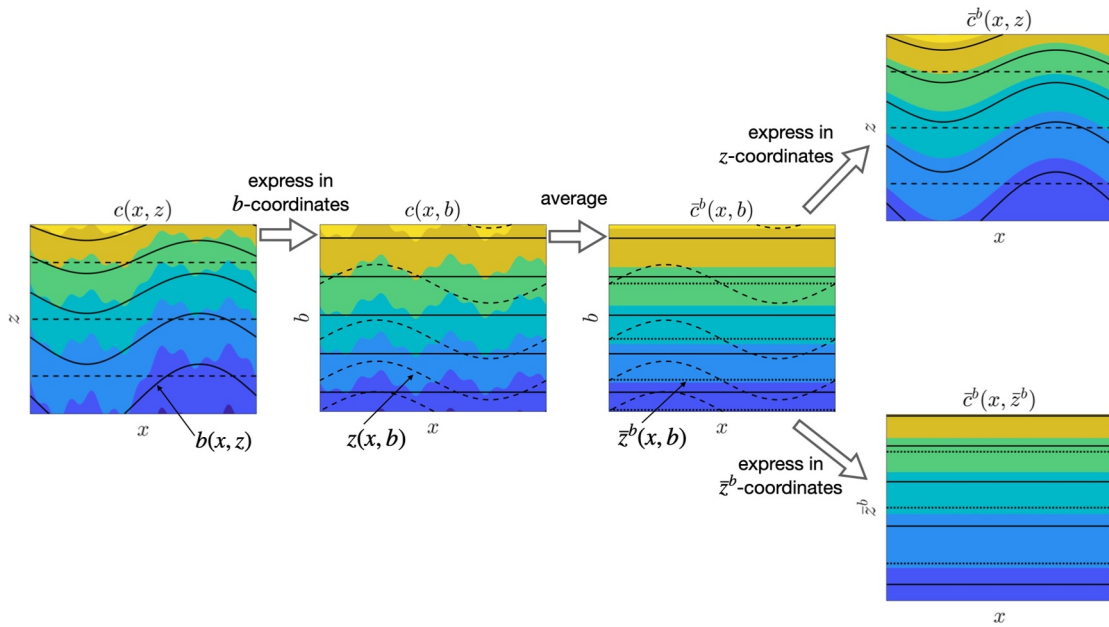 c̄ᵇ(x, z)
z
x
express in
z-coordinates
express in
b-coordinates
average
c(x, z)
c(x, b)
c̄ᵇ(x, b)
z
b
b
x
x
x
b(x, z)
z(x, b)
z̄ᵇ(x, b)
express in
z̄ᵇ-coordinates
c̄ᵇ(x, z̄ᵇ)
z̄ᵇ
x